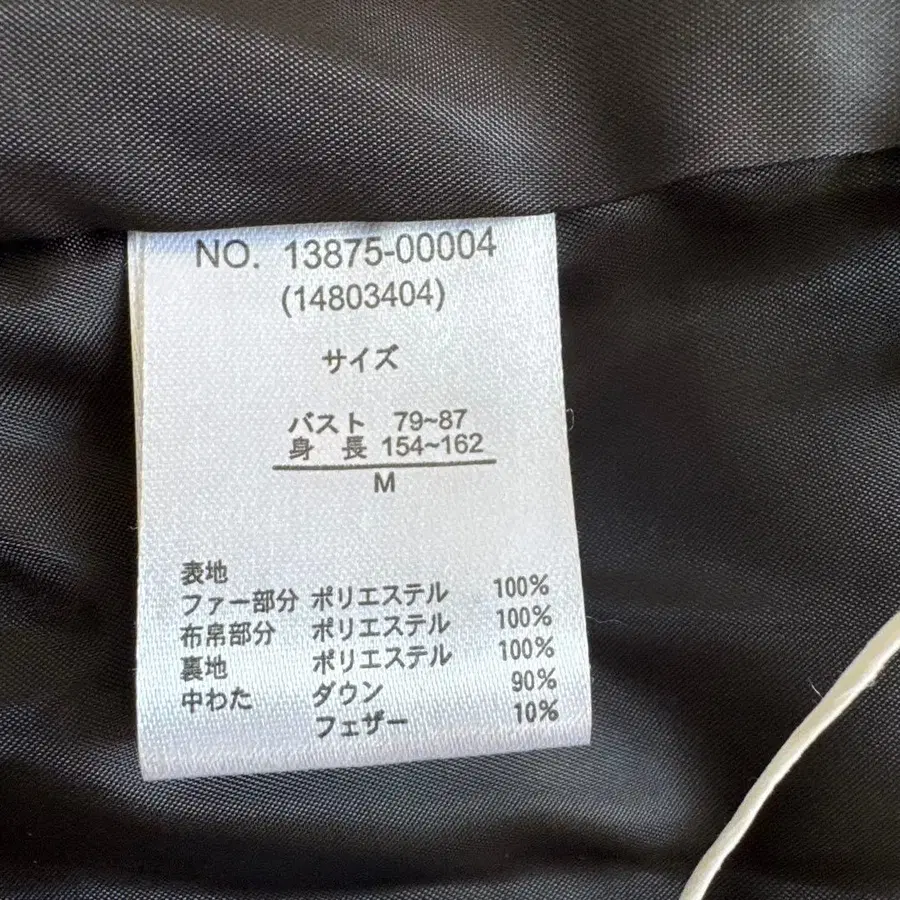 NO. 13875-00004
(14803404)
サイズ
バスト 79~87
身 長 154~162
M
表地
ファー部分 ポリエステル 100%
布帛部分 ポリエステル 100%
裏地 ポリエステル 100%
中わた ダウン 90%
フェザー 10%